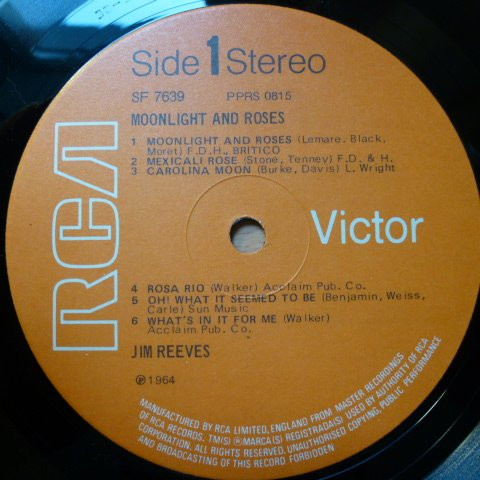 Side 1 Stereo
SF 7639 PPRS 0815
MOONLIGHT AND ROSES
1 MOONLIGHT AND ROSES (Lemare. Black,
Moret) F.D.H., BRITICO
2 MEXICALI ROSE (Stone, Tenney) F.D. & H.
3 CAROLINA MOON (Burke, Davis) L. Wright
RCA
Victor
4 ROSA RIO (Walker) Acclaim Pub. Co.
5 OH! WHAT IT SEEMED TO BE (Benjamin, Weiss,
Carle) Sun Music
6 WHAT'S IN IT FOR ME (Walker)
Acclaim Pub. Co.
JIM REEVES
℗ 1964
MANUFACTURED BY RCA LIMITED, ENGLAND FROM MASTER RECORDINGS
OF RCA RECORDS. TM(S) ® MARCA(S) REGISTRADA(S) USED BY AUTHORITY OF RCA
CORPORATION. ALL RIGHTS RESERVED. UNAUTHORISED COPYING, PUBLIC PERFORMANCE
AND BROADCASTING OF THIS RECORD FORBIDDEN